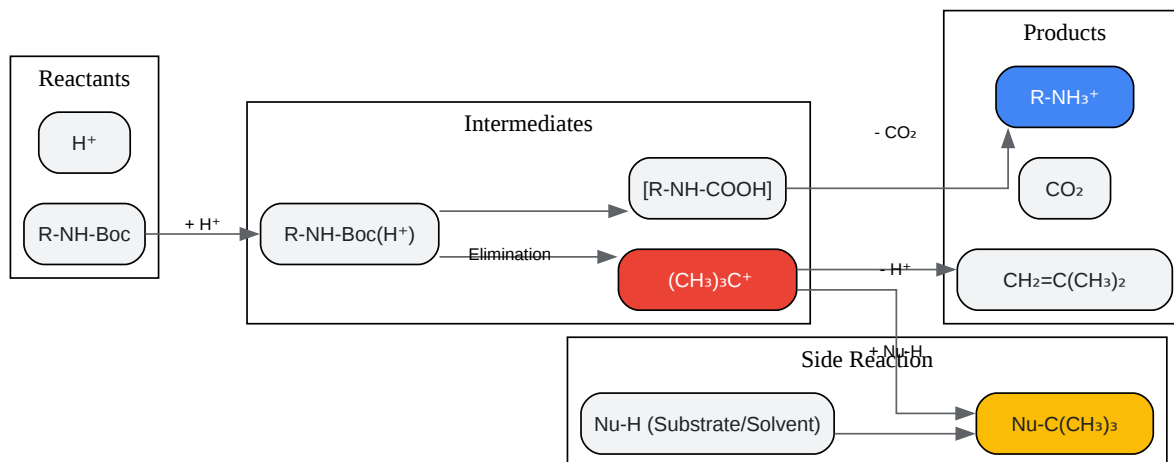 Reactants
H⁺
R-NH-Boc
+ H⁺
Intermediates
R-NH-Boc(H⁺)
Elimination
[R-NH-COOH]
(CH₃)₃C⁺
- CO₂
- H⁺
+ Nu-H
Products
R-NH₃⁺
CO₂
CH₂=C(CH₃)₂
Side Reaction
Nu-H (Substrate/Solvent)
Nu-C(CH₃)₃